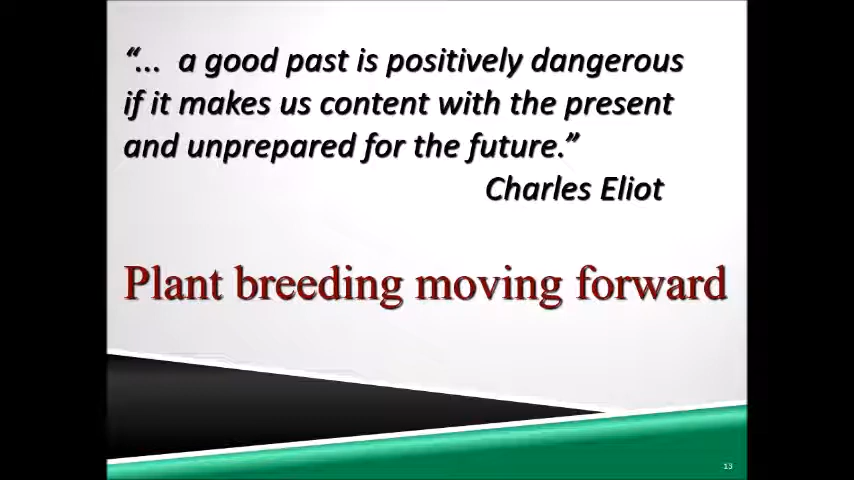 “... a good past is positively dangerous
if it makes us content with the present
and unprepared for the future.”
Charles Eliot
Plant breeding moving forward
13